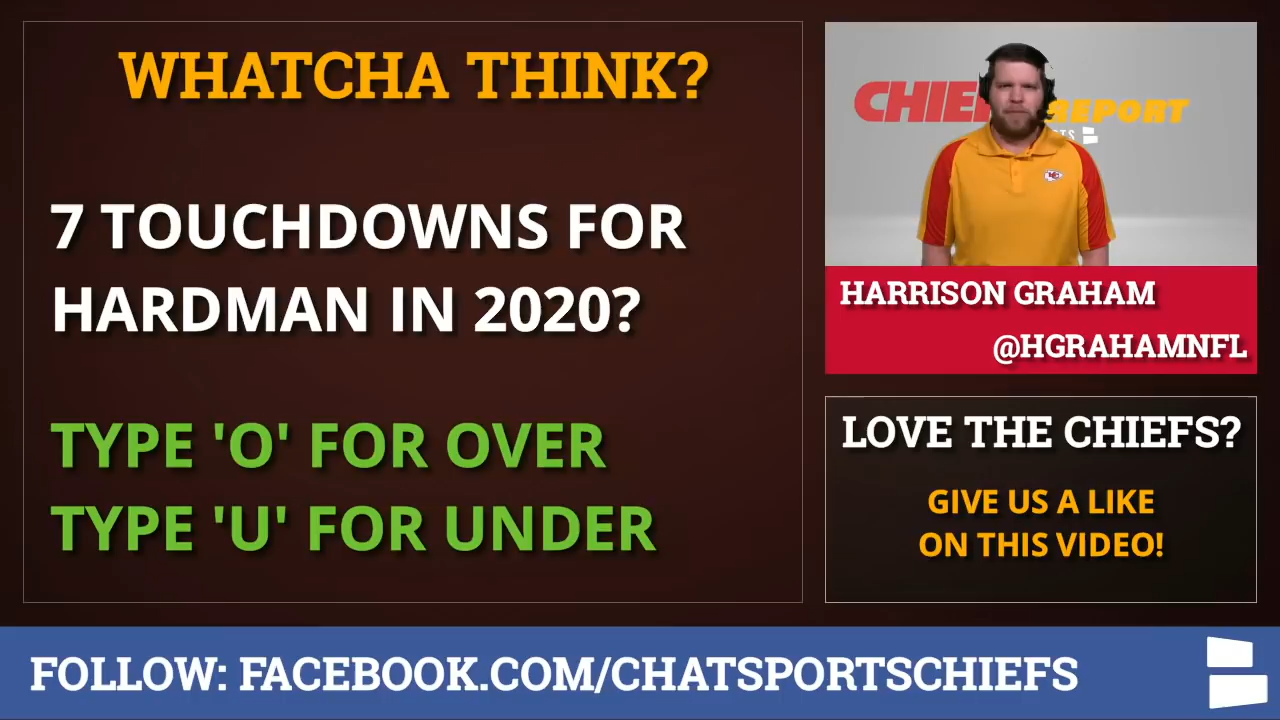 WHATCHA THINK?
7 TOUCHDOWNS FOR
HARDMAN IN 2020?
TYPE 'O' FOR OVER
TYPE 'U' FOR UNDER
REPORT
HARRISON GRAHAM
@HGRAHAMNFL
LOVE THE CHIEFS?
GIVE US A LIKE
ON THIS VIDEO!
FOLLOW: FACEBOOK.COM/CHATSPORTSCHIEFS